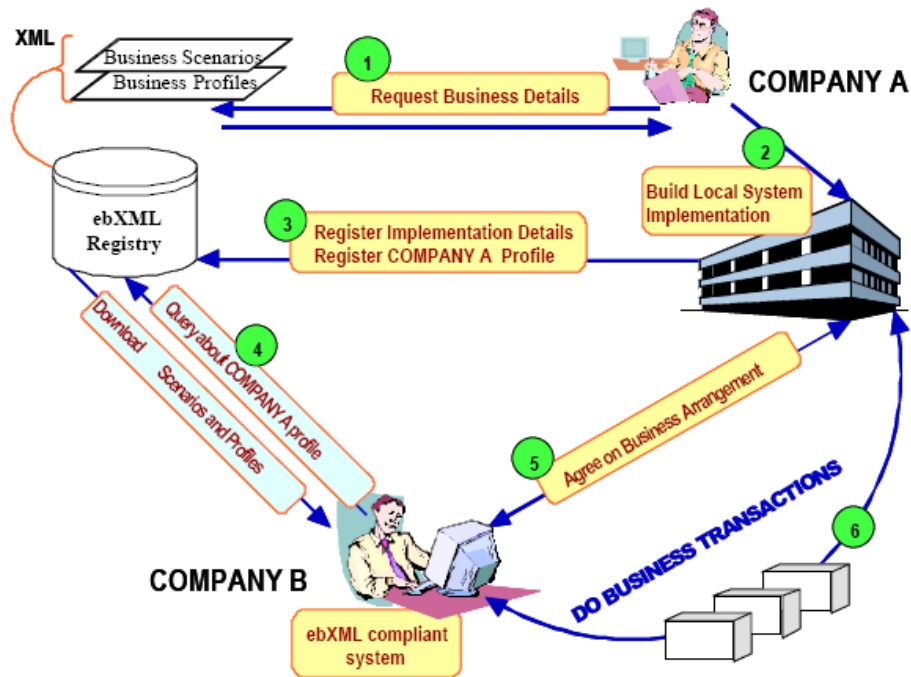 XML
Business Scenarios
Business Profiles
1
Request Business Details
COMPANY A
2
Build Local System
Implementation
ebXML
Registry
3
Register Implementation Details
Register COMPANY A Profile
4
Query about COMPANY A profile
Download Scenarios and Profiles
5
Agree on Business Arrangement
6
DO BUSINESS TRANSACTIONS
COMPANY B
ebXML compliant
system